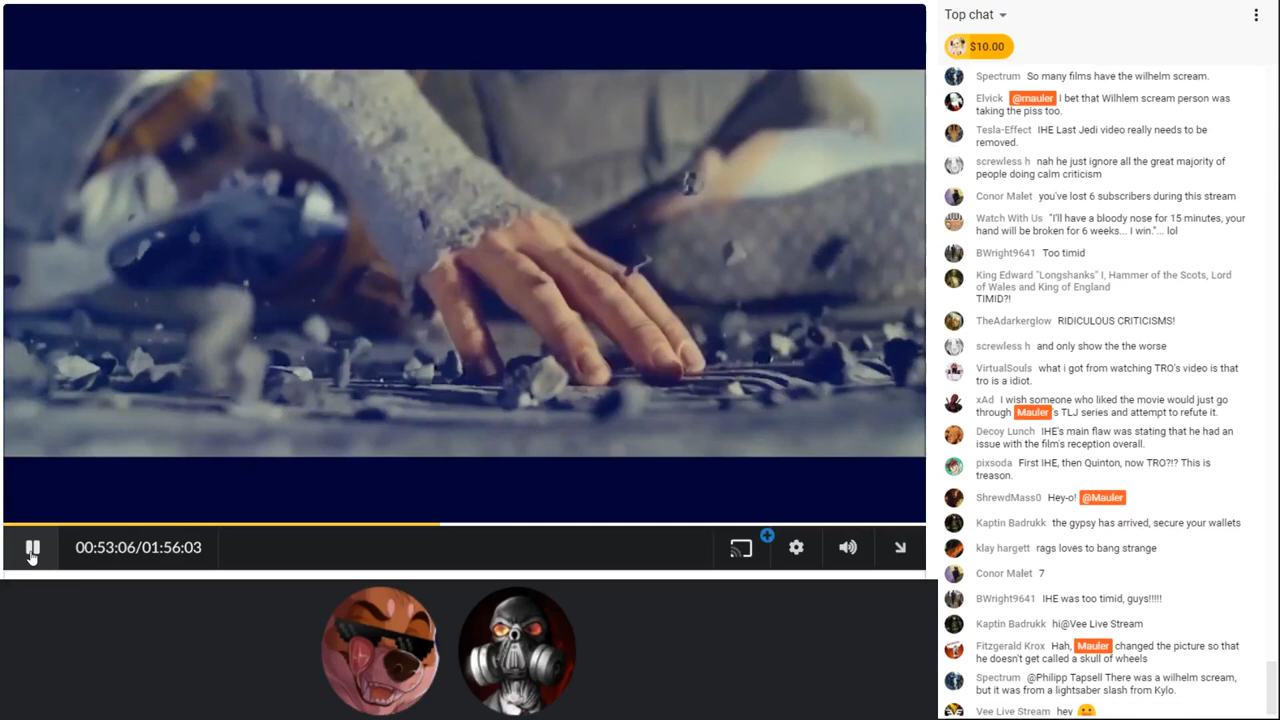 Top chat
$10.00
Spectrum So many films have the wilhelm scream.
Elvick @mauler I bet that Wilhlem scream person was
taking the piss too.
Tesla-Effect IHE Last Jedi video really needs to be
removed.
screwless h nah he just ignore all the great majority of
people doing calm criticism
Conor Malet you've lost 6 subscribers during this stream
Watch With Us "I'll have a bloody nose for 15 minutes, your
hand will be broken for 6 weeks... I win."... lol
BWright9641 Too timid
King Edward "Longshanks" I, Hammer of the Scots, Lord
of Wales and King of England
TIMID?!
TheAdarkerglow RIDICULOUS CRITICISMS!
screwless h and only show the the worse
VirtualSouls what i got from watching TRO's video is that
tro is a idiot.
xAd I wish someone who liked the movie would just go
through Mauler's TLJ series and attempt to refute it.
Decoy Lunch IHE's main flaw was stating that he had an
issue with the film's reception overall.
pixsoda First IHE, then Quinton, now TRO?!? This is
treason.
ShrewdMass0 Hey-o! @Mauler
Kaptin Badrukk the gypsy has arrived, secure your wallets
klay hargett rags loves to bang strange
Conor Malet 7
BWright9641 IHE was too timid, guys!!!!!
Kaptin Badrukk hi@Vee Live Stream
Fitzgerald Krox Hah, Mauler changed the picture so that
he doesn't get called a skull of wheels
Spectrum @Philipp Tapsell There was a wilhelm scream,
but it was from a lightsaber slash from Kylo.
Vee Live Stream hey
00:53:06/01:56:03